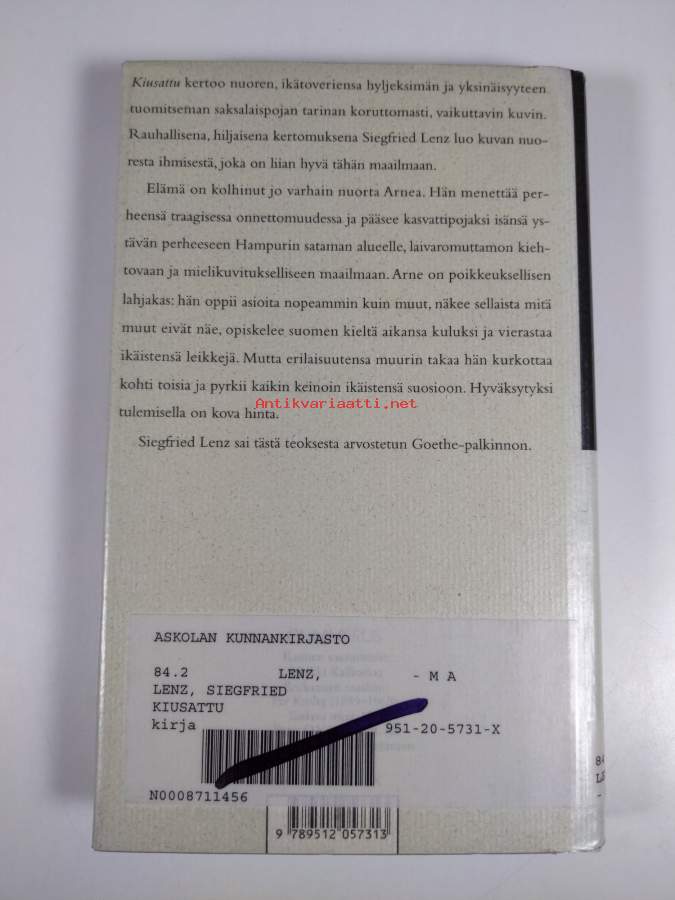 Kiusattu kertoo nuoren, ikätoveriensa hyljeksimän ja yksinäisyyteen
tuomitseman saksalaispojan tarinan koruttomasti, vaikuttavin kuvin.
Rauhallisena, hiljaisena kertomuksena Siegfried Lenz luo kuvan nuo-
resta ihmisestä, joka on liian hyvä tähän maailmaan.
Elämä on kolhinut jo varhain nuorta Arnea. Hän menettää per-
heensä traagisessa onnettomuudessa ja pääsee kasvattipojaksi isänsä ys-
tävän perheeseen Hampurin sataman alueelle, laivaromuttamon kieh-
tovaan ja mielikuvitukselliseen maailmaan. Arne on poikkeuksellisen
lahjakas: hän oppii asioita nopeammin kuin muut, näkee sellaista mitä
muut eivät näe, opiskelee suomen kieltä aikansa kuluksi ja vierastaa
ikäistensä leikkejä. Mutta erilaisuutensa muurin takaa hän kurkottaa
kohti toisia ja pyrkii kaikin keinoin ikäistensä suosioon. Hyväksytyksi
Antikvariaatti.net
tulemisella on kova hinta.
Siegfried Lenz sai tästä teoksesta arvostetun Goethe-palkinnon.
ASKOLAN KUNNANKIRJASTO
84.2 LENZ, - M A
LENZ, SIEGFRIED
KIUSATTU
kirja 951-20-5731-X
N0008711456
9 789512 057313